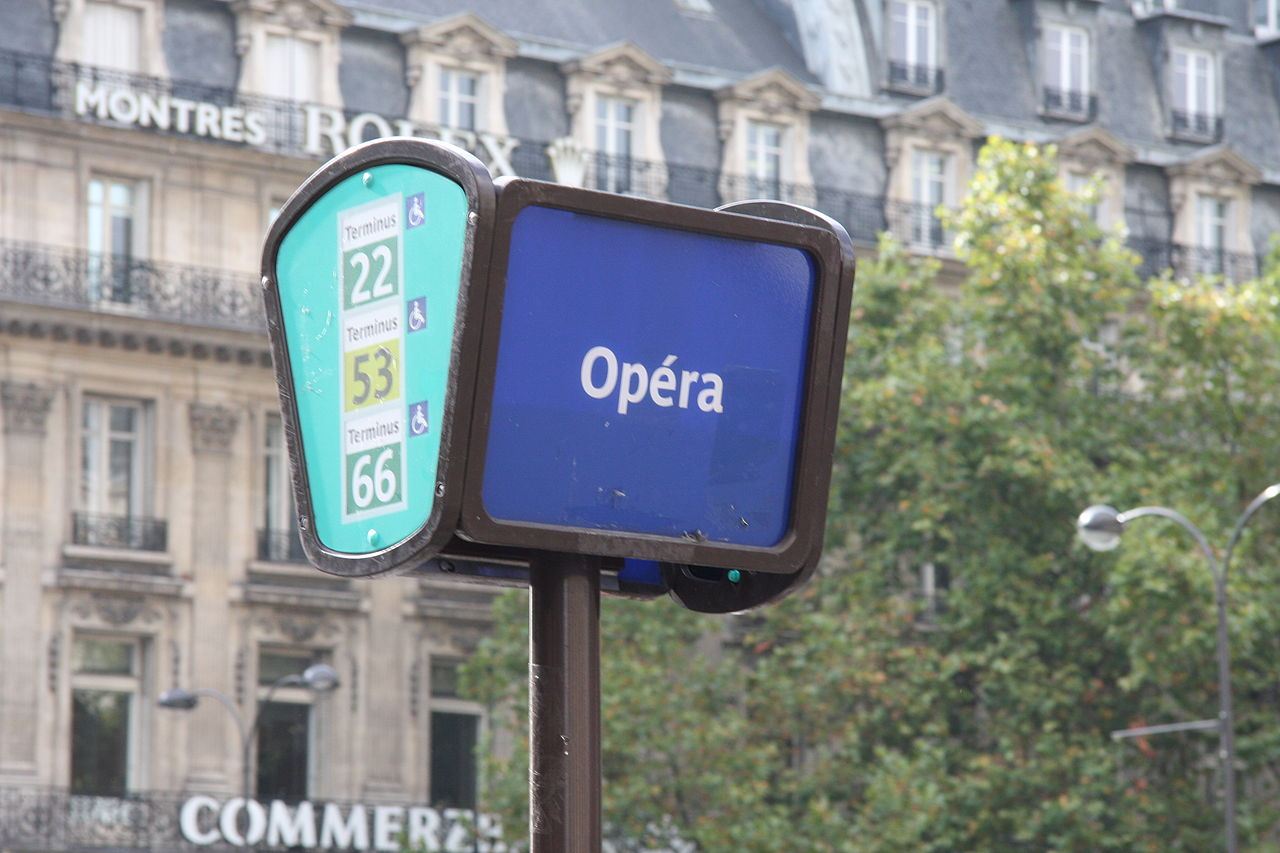 MONTRES ROLEX
Terminus
22
Terminus
53
Terminus
66
Opéra